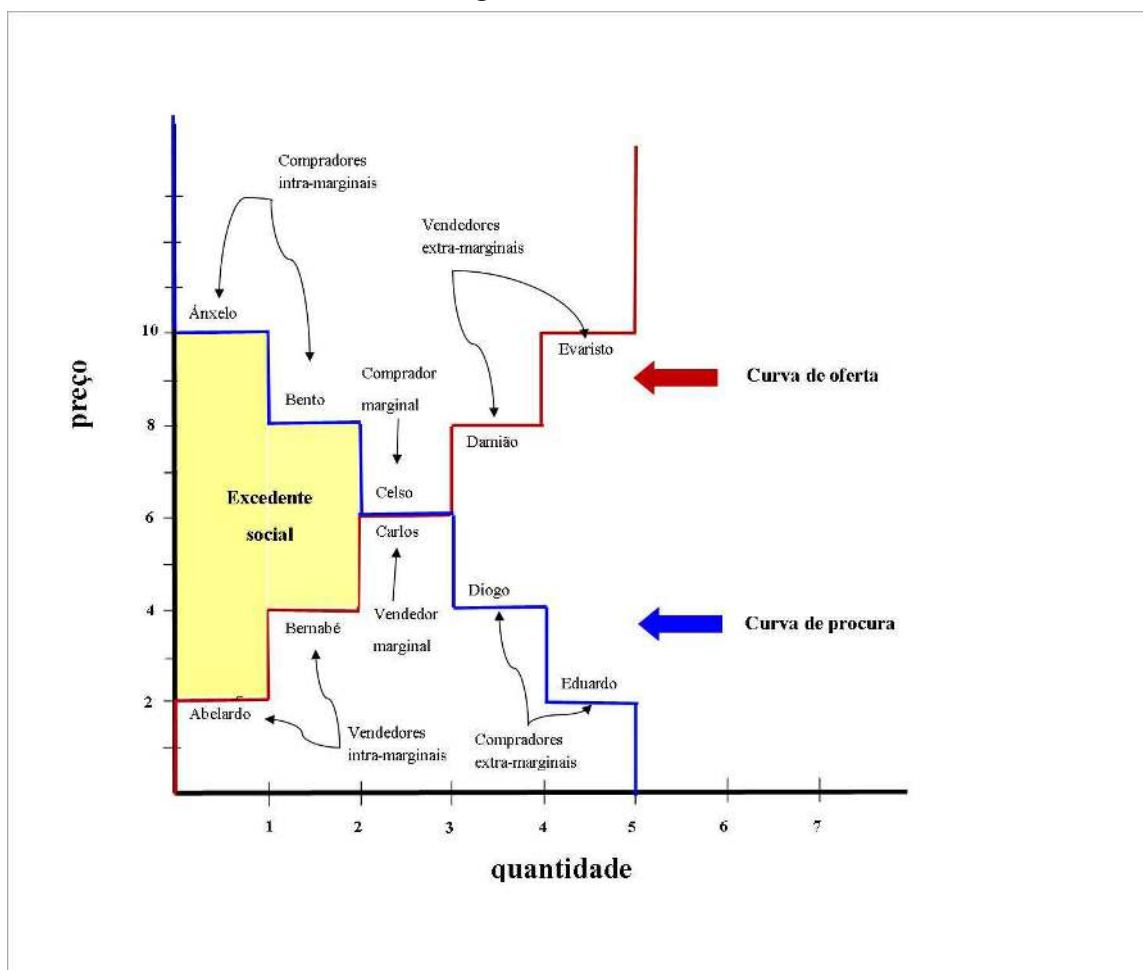 Compradores
intra-marginais
Vendedores
extra-marginais
Ánxelo
10
Evaristo
preço
Comprador
marginal
Curva de oferta
Bento
8
Damião
Excedente
social
Celso
6
Carlos
Diogo
4
Vendedor
marginal
Bernabé
Curva de procura
Eduardo
2
Abelardo
Vendedores
intra-marginais
Compradores
extra-marginais
1 2 3 4 5 6 7
quantidade